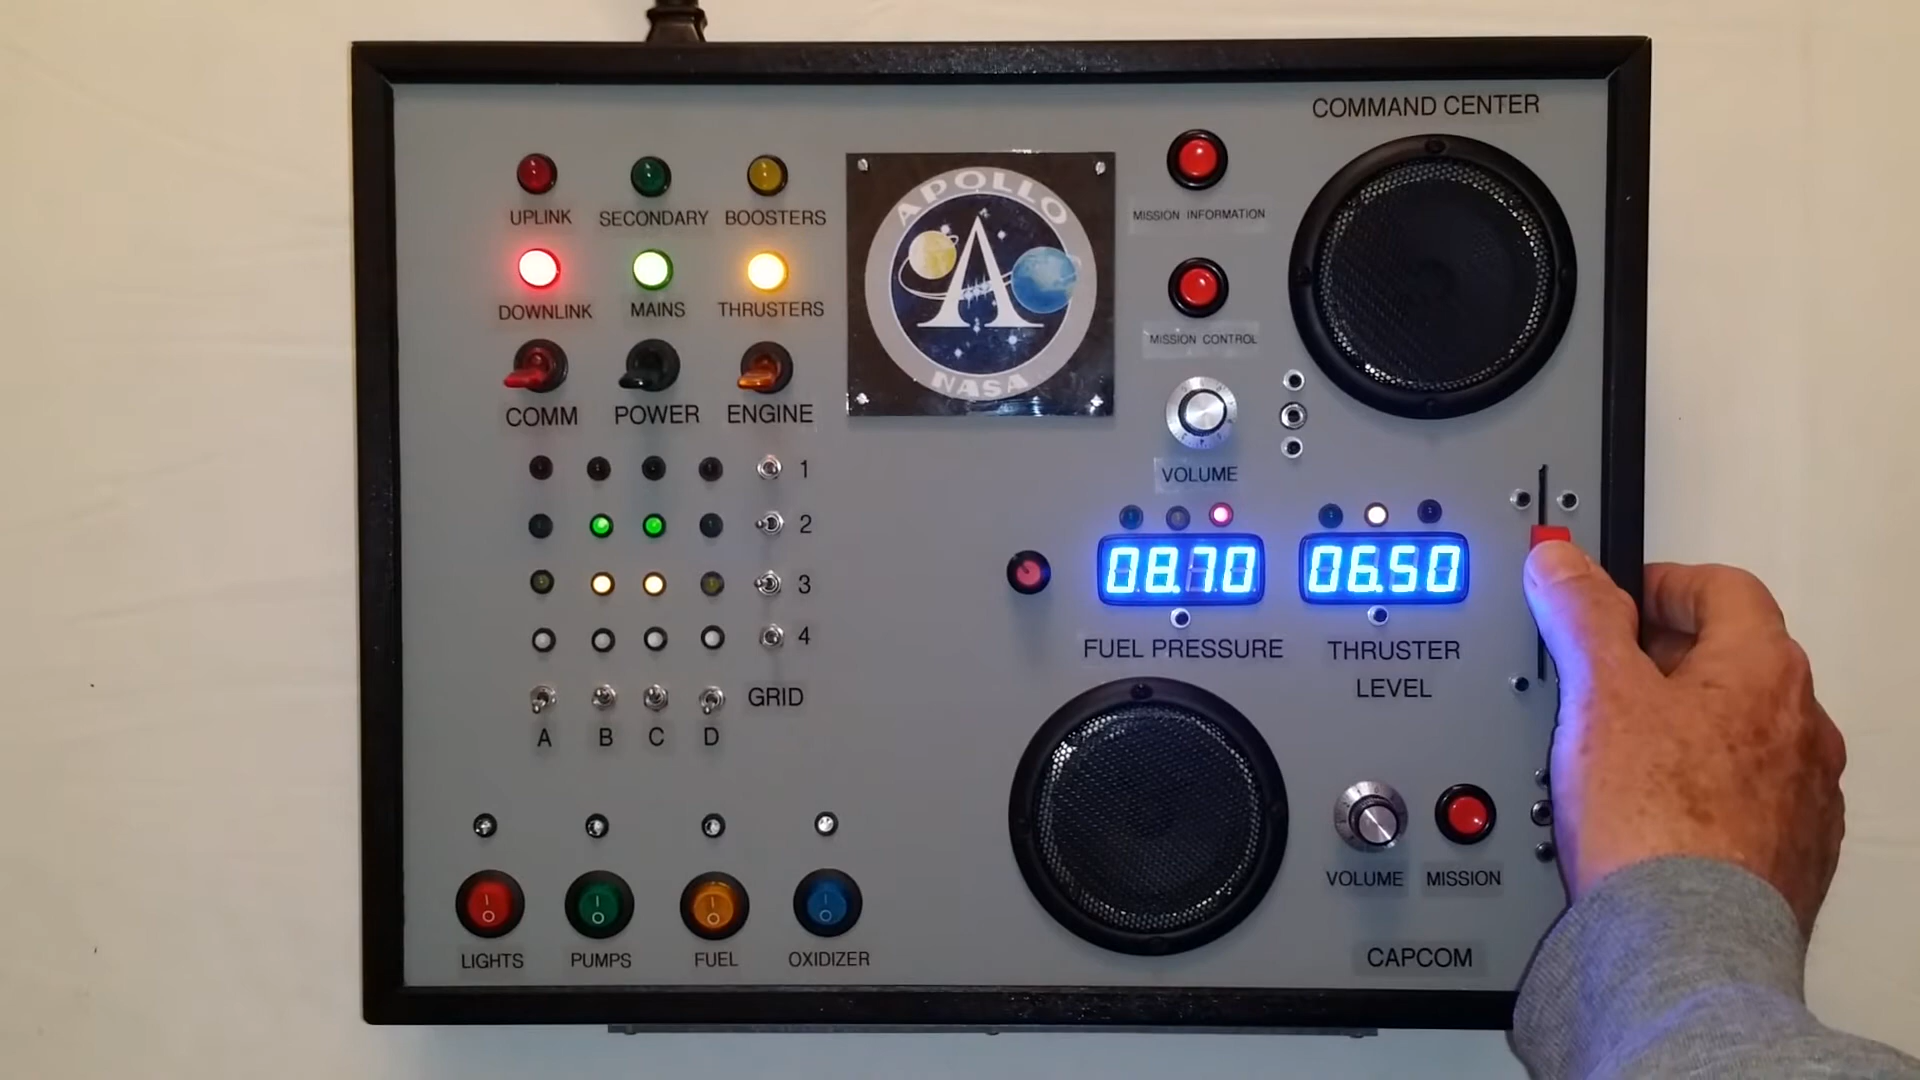 COMMAND CENTER
APOLLO
NASA
UPLINK
SECONDARY
BOOSTERS
MISSION INFORMATION
DOWNLINK
MAINS
THRUSTERS
MISSION CONTROL
COMM
POWER
ENGINE
VOLUME
1
2
3
4
GRID
A
B
C
D
08.70
06.50
FUEL PRESSURE
THRUSTER
LEVEL
LIGHTS
PUMPS
FUEL
OXIDIZER
VOLUME
MISSION
CAPCOM